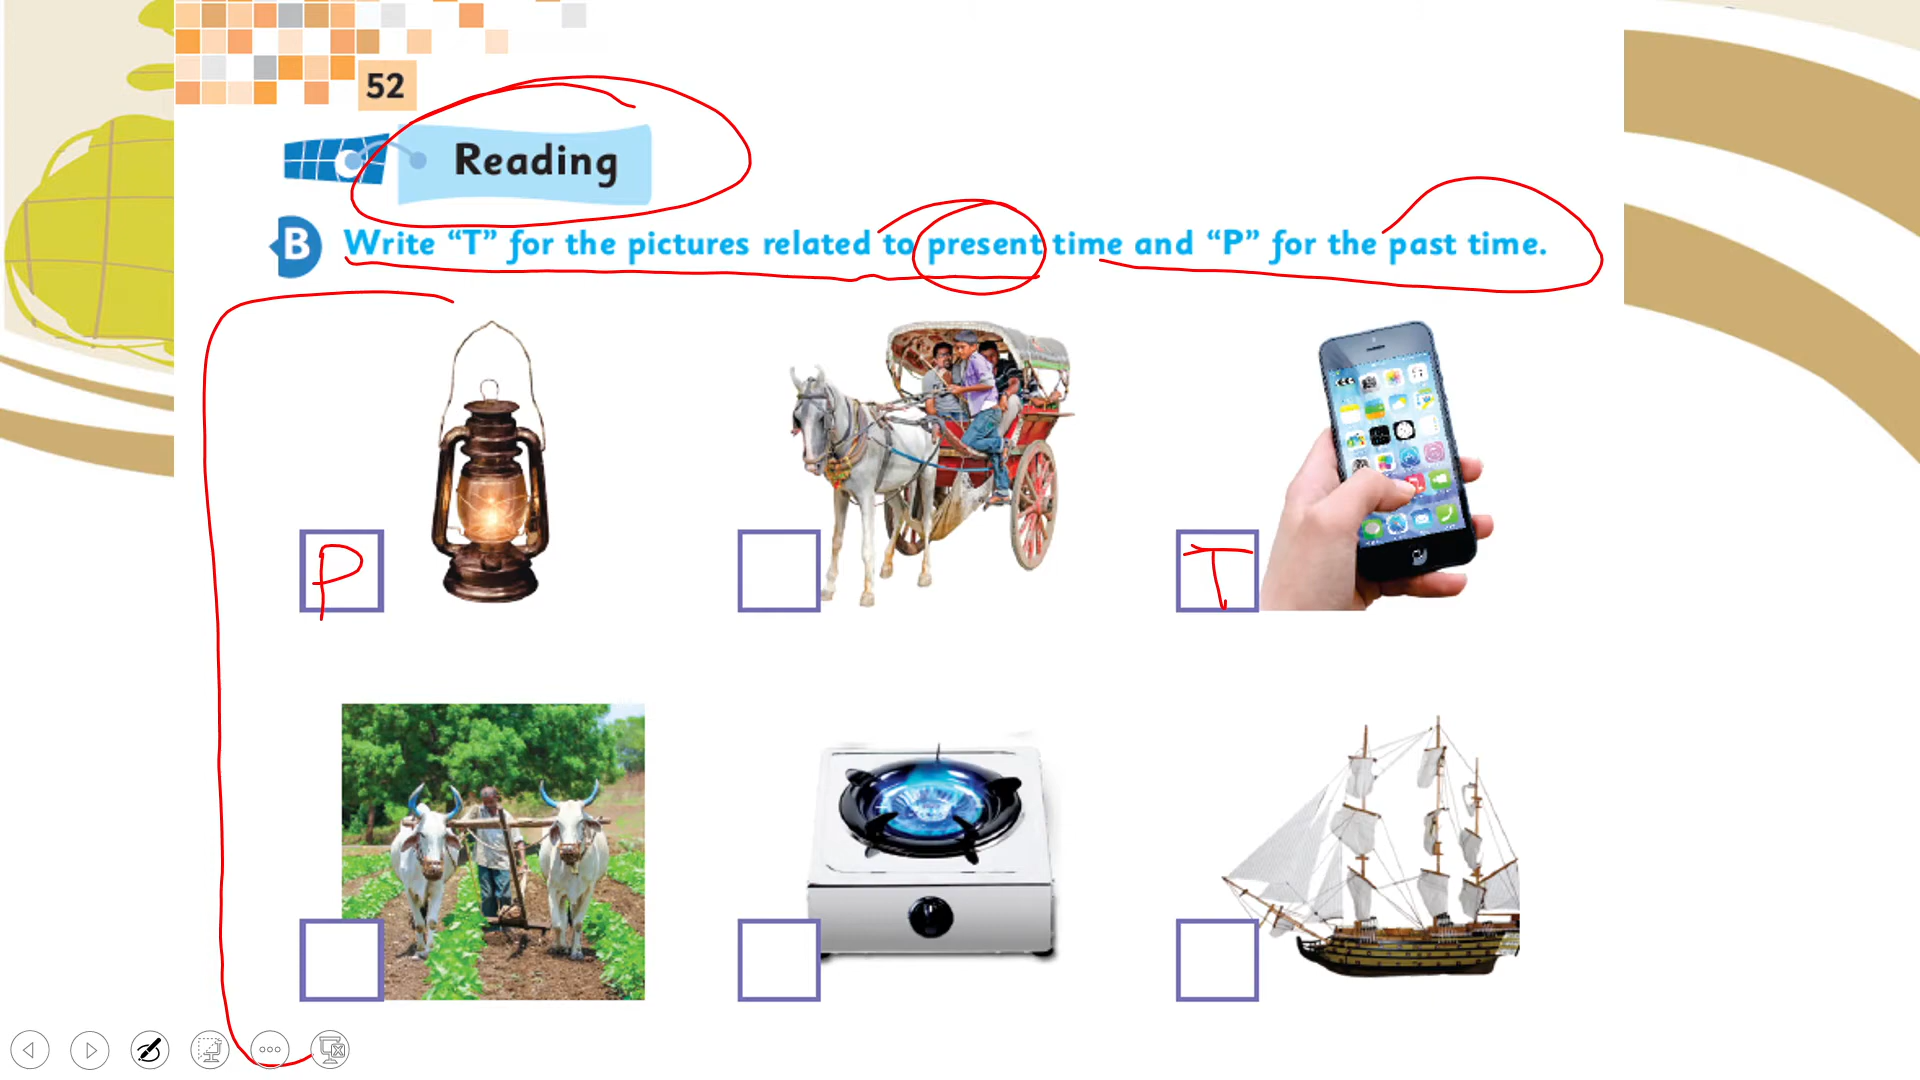 52
Reading
B Write “T” for the pictures related to present time and “P” for the past time.
P
T